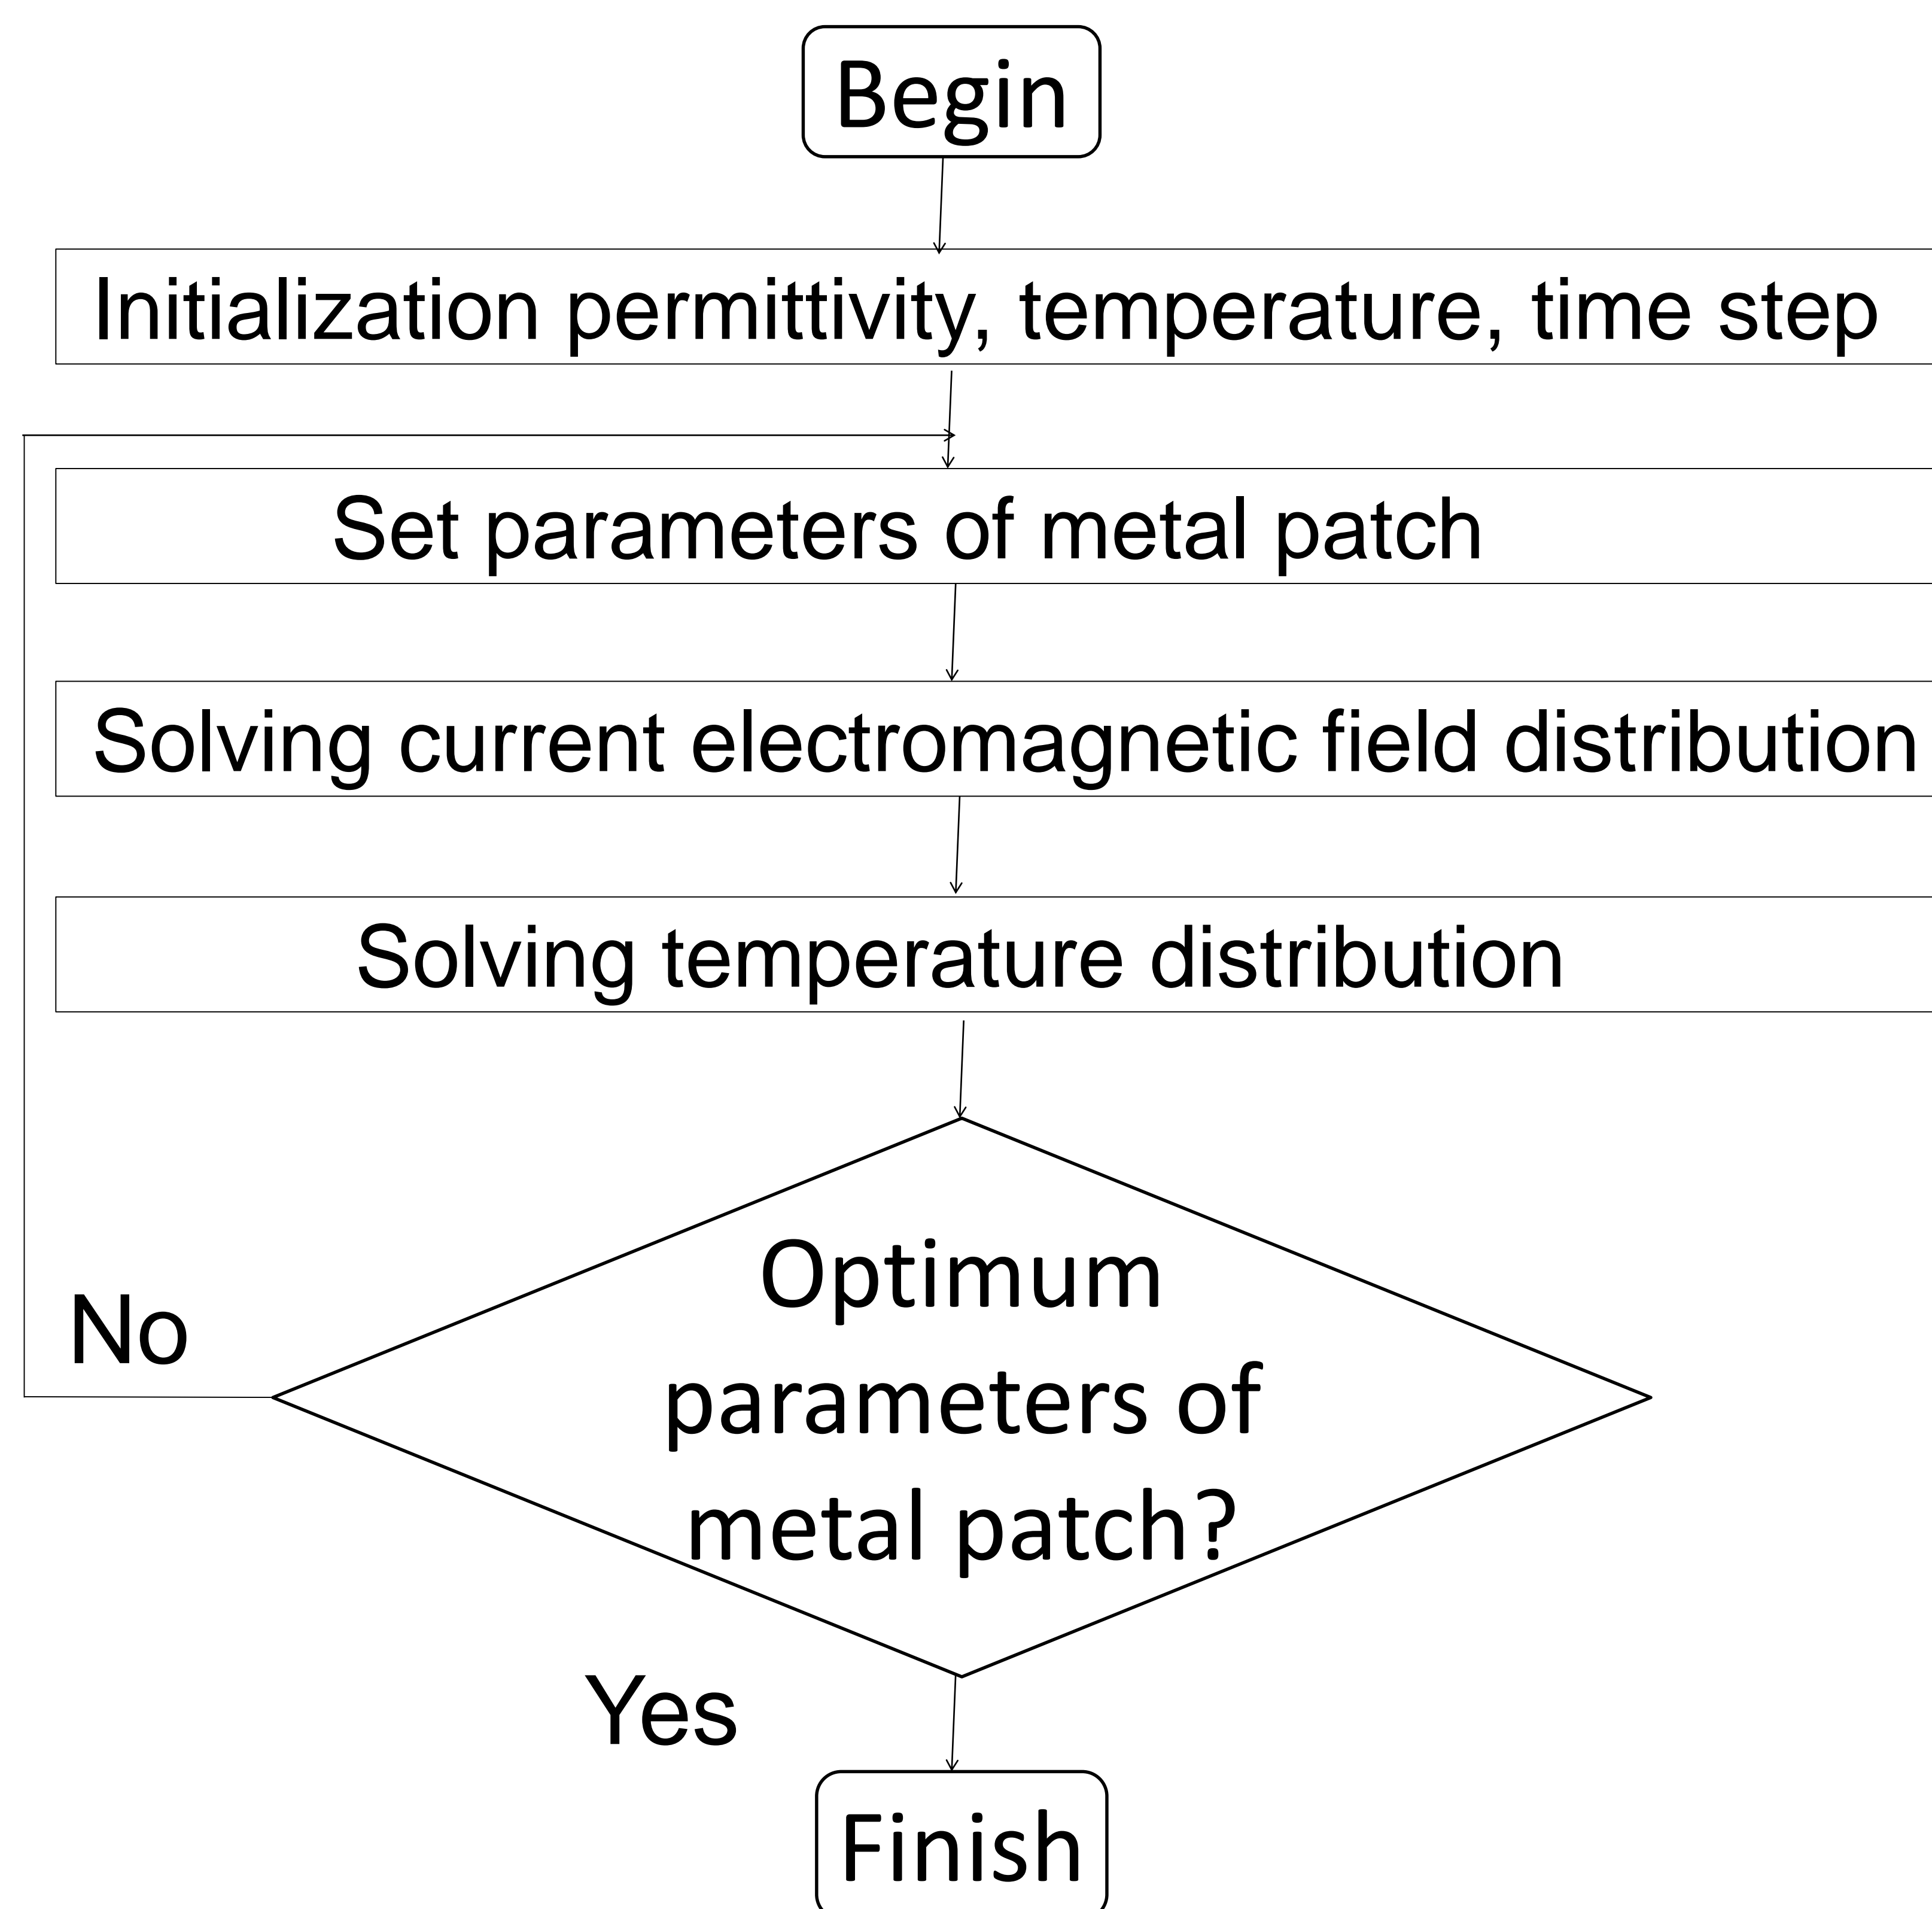 Begin
Initialization permittivity, temperature, time step
Set parameters of metal patch
Solving current electromagnetic field distribution
Solving temperature distribution
Optimum
parameters of
metal patch?
No
Yes
Finish